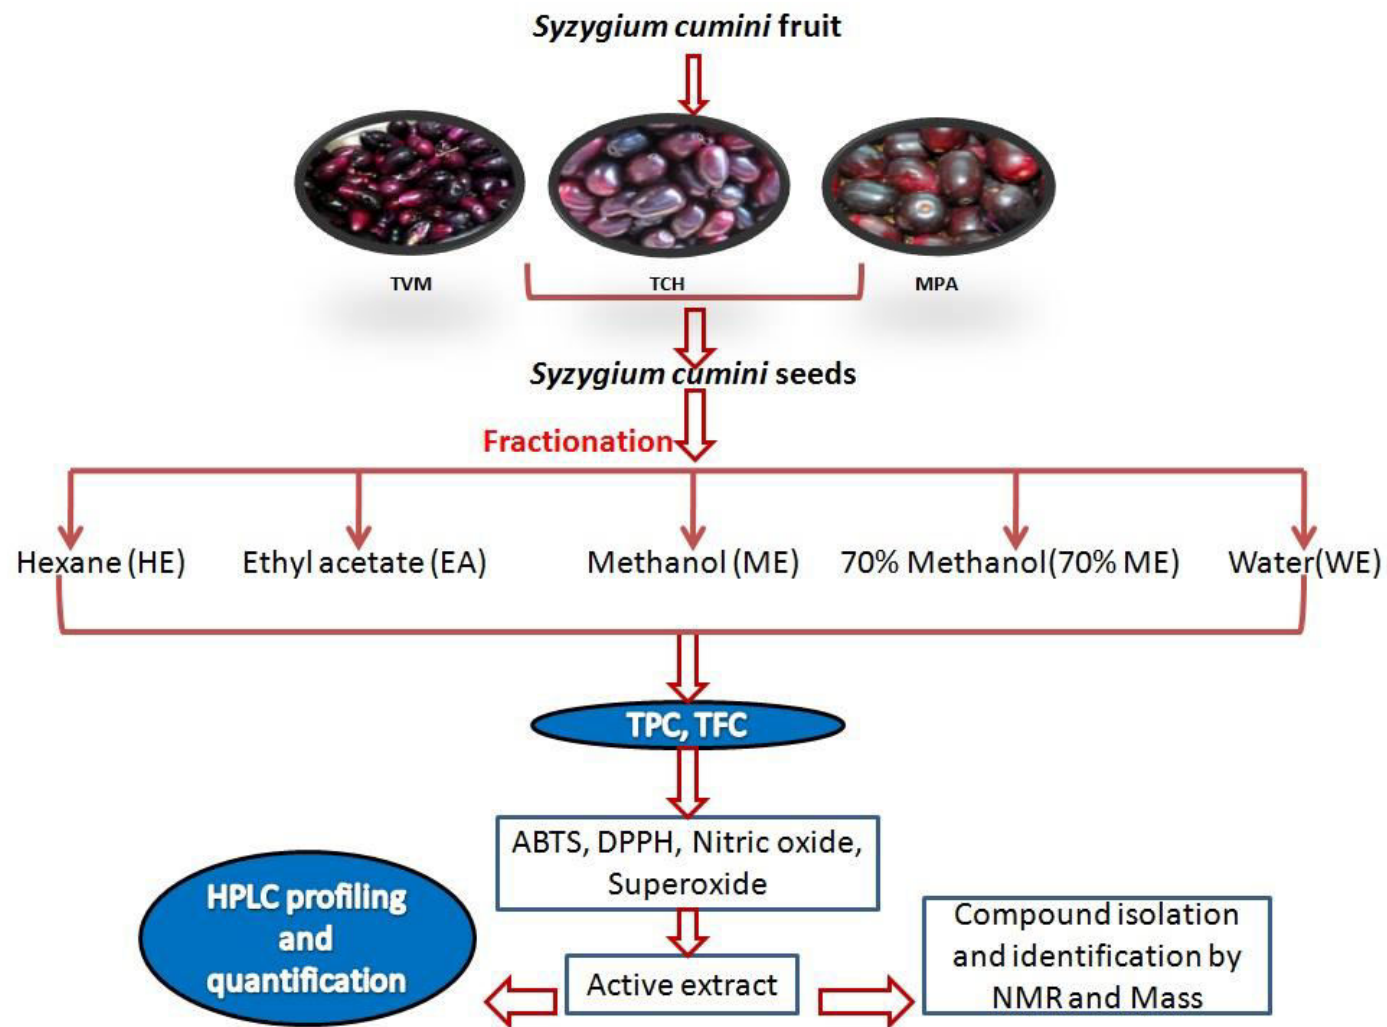 Syzygium cumini fruit
TVM
TCH
MPA
Syzygium cumini seeds
Fractionation
Hexane (HE)
Ethyl acetate (EA)
Methanol (ME)
70% Methanol(70% ME)
Water(WE)
TPC, TFC
ABTS, DPPH, Nitric oxide,
Superoxide
HPLC profiling
and
quantification
Active extract
Compound isolation
and identification by
NMR and Mass